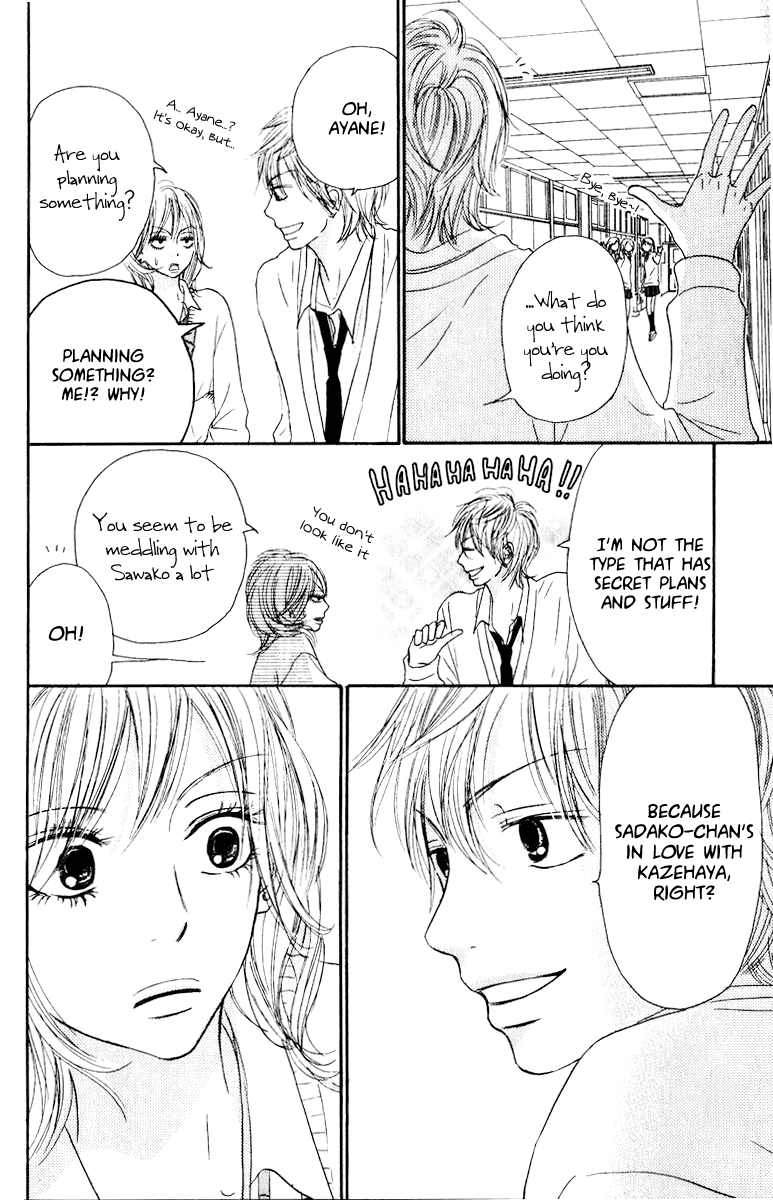 Bye, Bye~!
...What do
you think
you're you
doing?
OH,
AYANE!
A.. Ayane..?
It's Okay, But..
Are you
planning
something?
PLANNING
SOMETHING?
ME!? WHY!
I'M NOT THE
TYPE THAT HAS
SECRET PLANS
AND STUFF!
HAHAHAHAHA!!
You don't
look like it
You seem to be
meddling with
Sawako a lot
OH!
BECAUSE
SADAKO-CHAN'S
IN LOVE WITH
KAZEHAYA,
RIGHT?